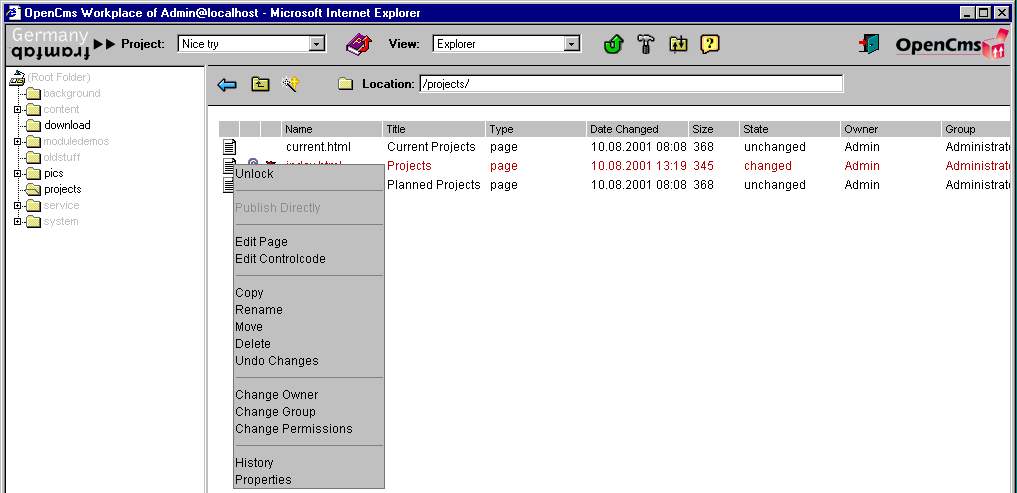 OpenCms Workplace of Admin@localhost - Microsoft Internet Explorer
Germany
framfab
Project: Nice try View: Explorer OpenCms
(Root Folder)
background
content
download
moduledemos
oldstuff
pics
projects
service
system
Location: /projects/
Name Title Type Date Changed Size State Owner Group
current.html Current Projects page 10.08.2001 08:08 368 unchanged Admin Administrato
index.html Projects page 10.08.2001 13:19 345 changed Admin Administrato
Planned Projects page 10.08.2001 08:08 368 unchanged Admin Administrato
Unlock
Publish Directly
Edit Page
Edit Controlcode
Copy
Rename
Move
Delete
Undo Changes
Change Owner
Change Group
Change Permissions
History
Properties